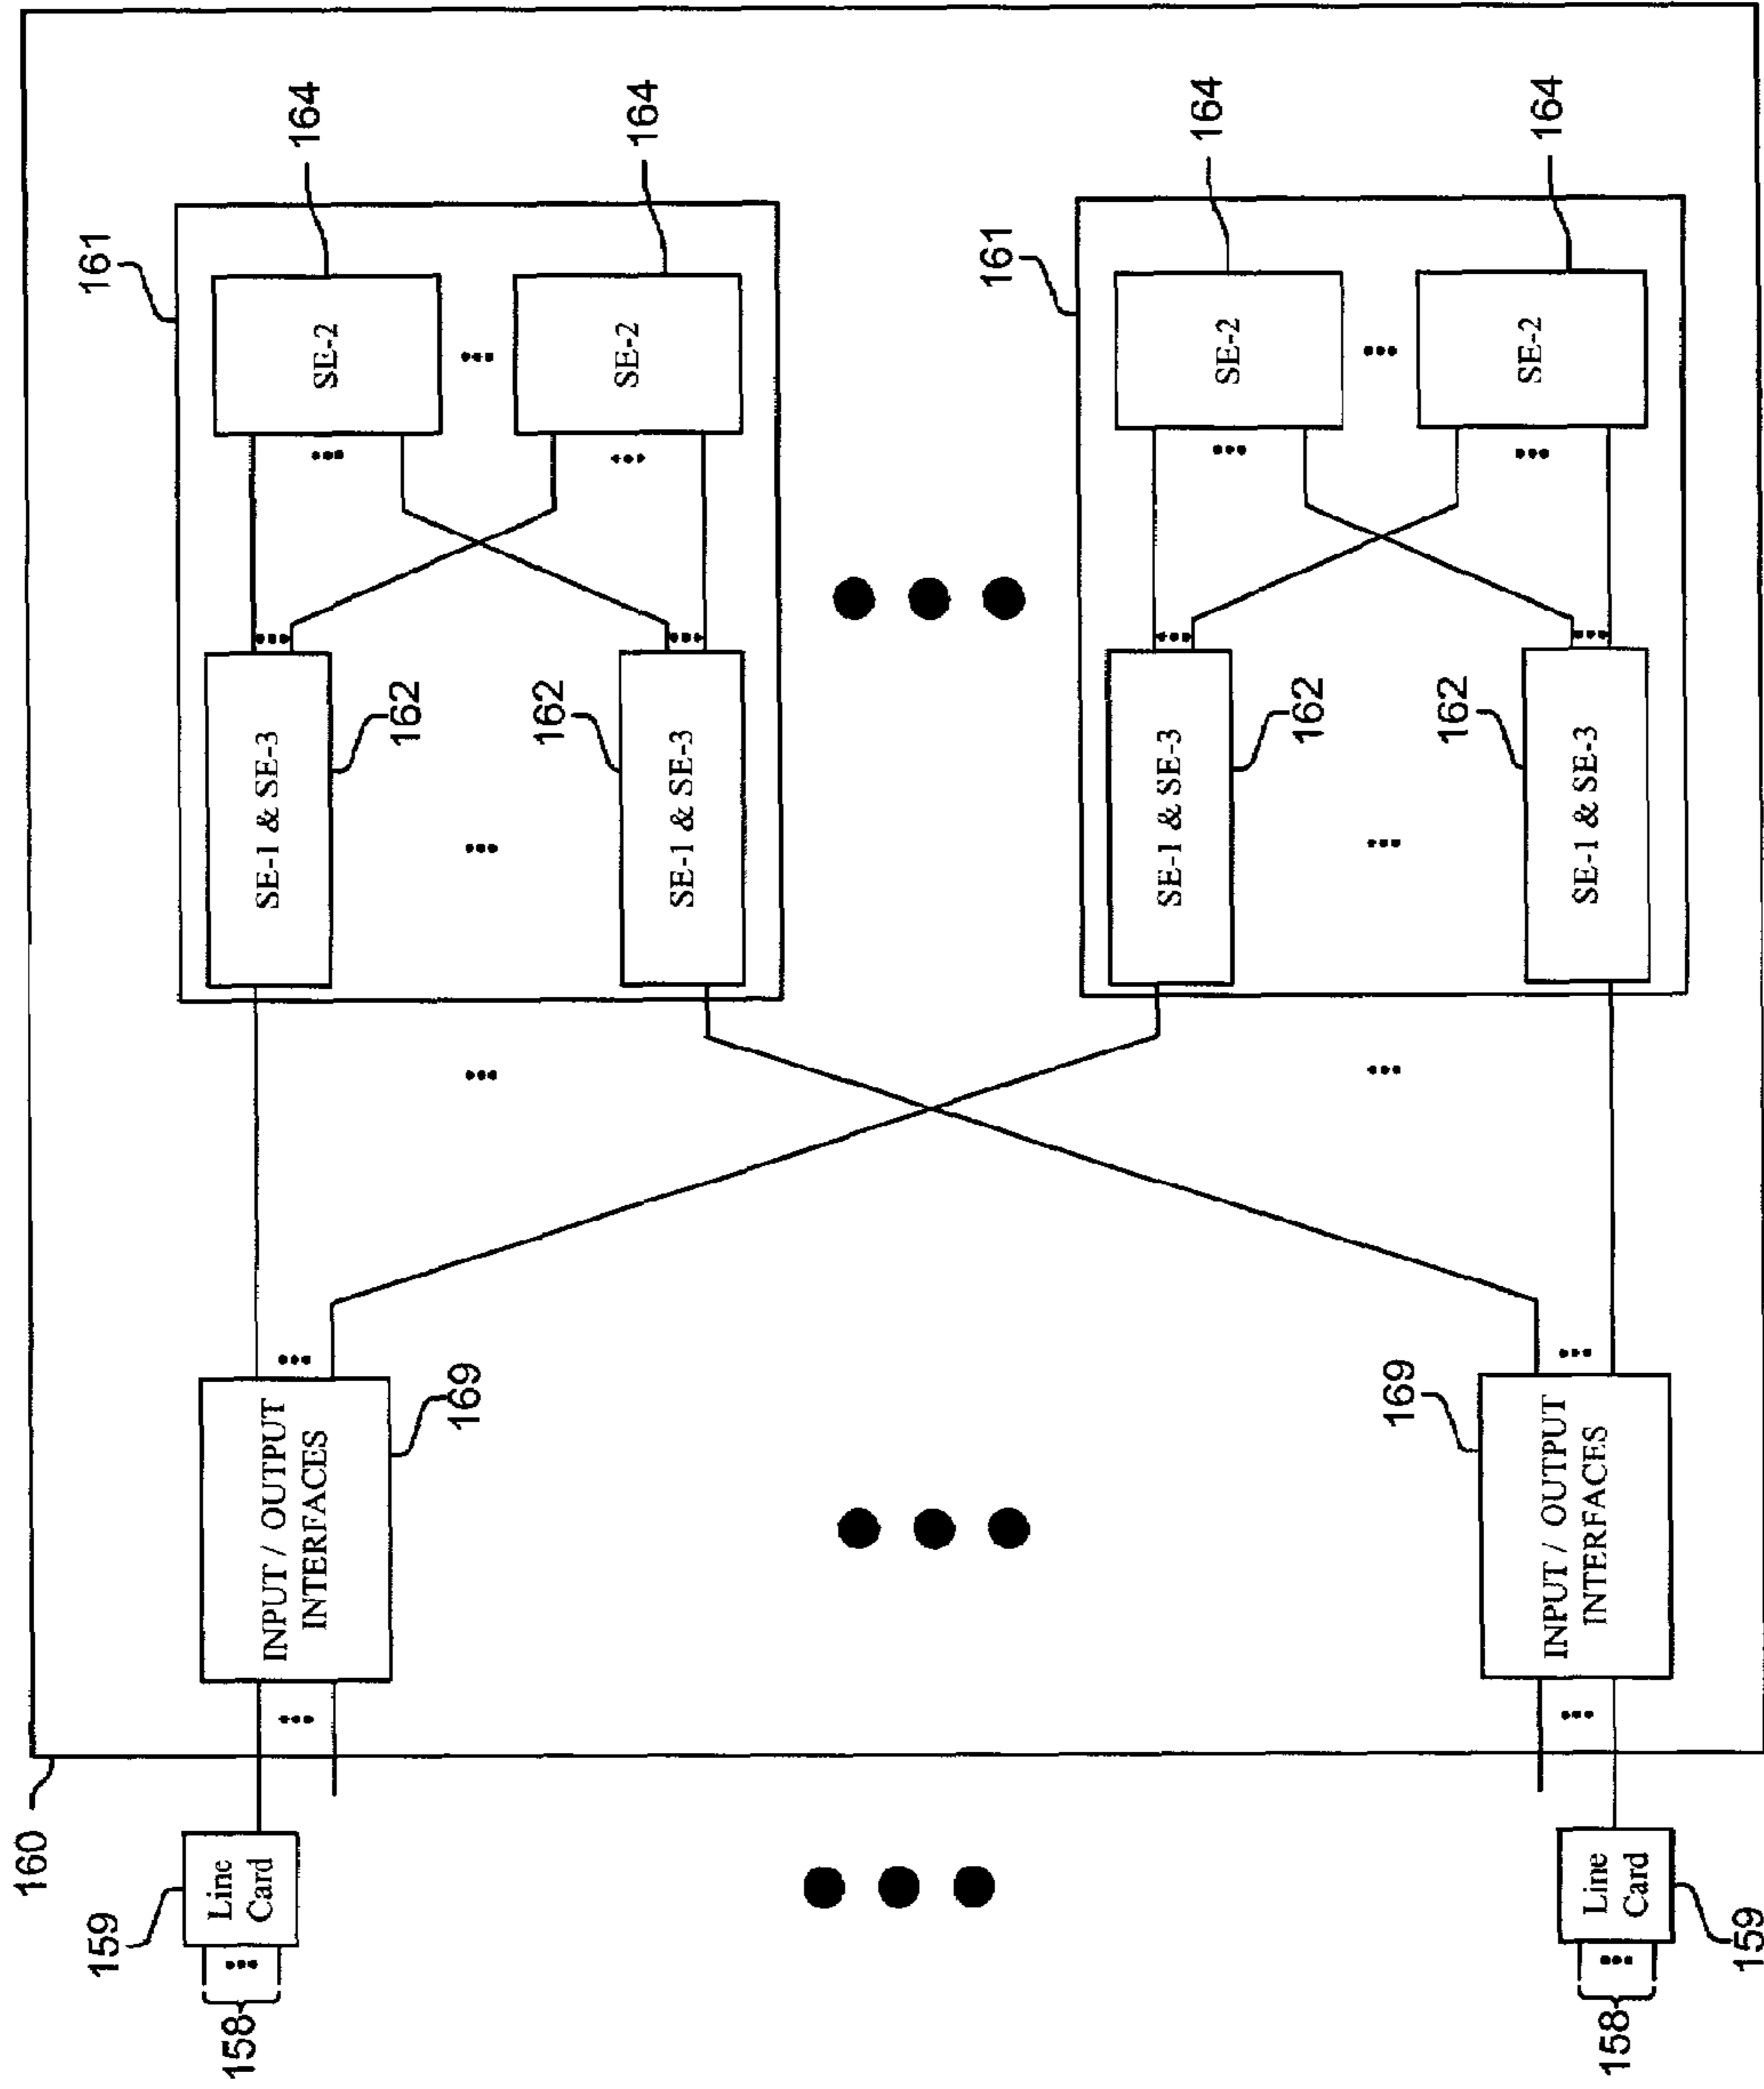 160
159
161
158
Line
Card
INPUT / OUTPUT
INTERFACES
SE-1 & SE-3
SE-2
164
162
169
162
SE-1 & SE-3
SE-2
164
161
SE-1 & SE-3
SE-2
164
162
169
162
158
Line
Card
INPUT / OUTPUT
INTERFACES
SE-1 & SE-3
SE-2
164
159